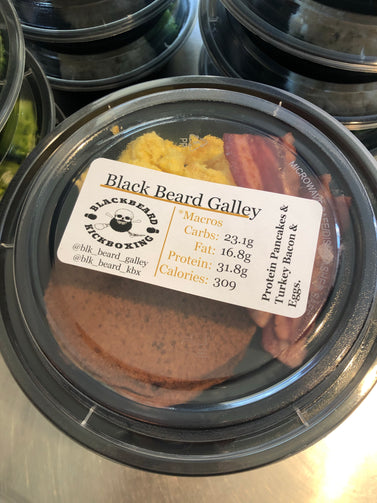 Black Beard Galley
BLACKBEARD
KICKBOXING
@blk_beard_galley
@blk_beard_kbx
*Macros
Carbs: 23.1g
Fat: 16.8g
Protein: 31.8g
Calories: 309
Protein Pancakes &
Turkey Bacon &
Eggs.
MICROWAVE